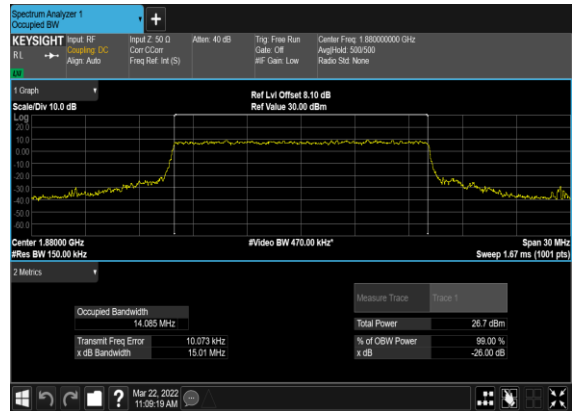 Spectrum Analyzer 1
Occupied BW
+
KEYSIGHT Input: RF Input Z: 50 Ω Atten: 40 dB Trig: Free Run Center Freq: 1.880000000 GHz
R L Coupling: DC Corr CCorr Gate: Off Avg|Hold: 500/500
Align: Auto Freq Ref: Int (S) #IF Gain: Low Radio Std: None
1 Graph
Ref Lvl Offset 8.10 dB
Scale/Div 10.0 dB Ref Value 30.00 dBm
Log
20.0
10.0
0.00
-10.0
-20.0
-30.0
-40.0
-50.0
-60.0
Center 1.88000 GHz #Video BW 470.00 kHz* Span 30 MHz
#Res BW 150.00 kHz Sweep 1.67 ms (1001 pts)
2 Metrics
Measure Trace Trace 1
Occupied Bandwidth
14.085 MHz Total Power 26.7 dBm
Transmit Freq Error 10.073 kHz % of OBW Power 99.00 %
x dB Bandwidth 15.01 MHz x dB -26.00 dB
? Mar 22, 2022
11:09:19 AM